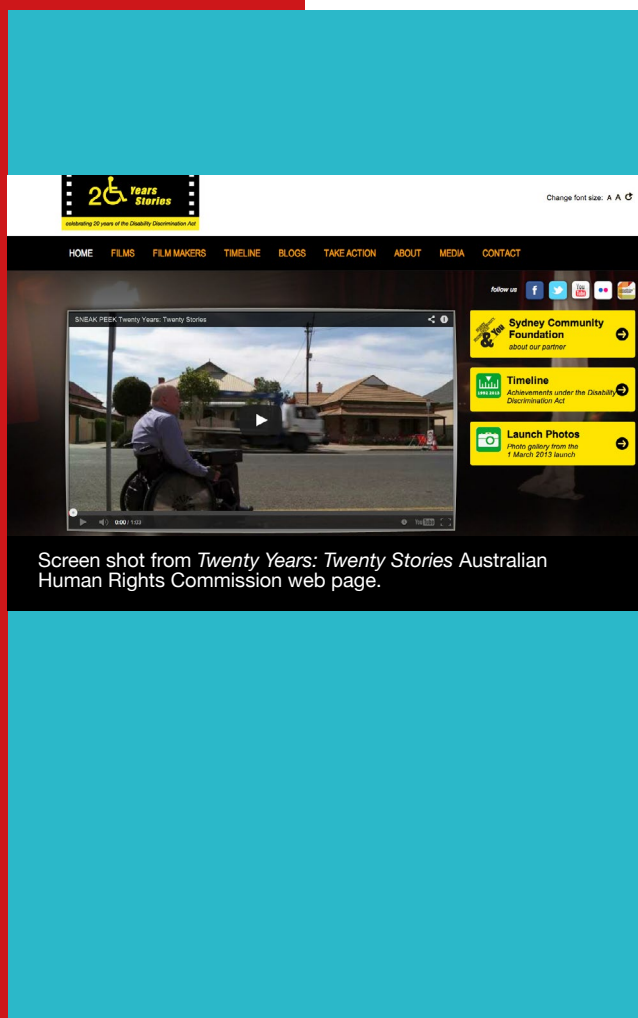 20 Years
Stories
celebrating 20 years of the Disability Discrimination Act
Change font size: A A
HOME FILMS FILM MAKERS TIMELINE BLOGS TAKE ACTION ABOUT MEDIA CONTACT
follow us
SNEAK PEEK Twenty Years: Twenty Stories
0:00 / 1:03
YouTube
& You
Sydney Community
Foundation
about our partner
Timeline
Achievements under the Disability
Discrimination Act
Launch Photos
Photo gallery from the
1 March 2013 launch
Screen shot from Twenty Years: Twenty Stories Australian
Human Rights Commission web page.